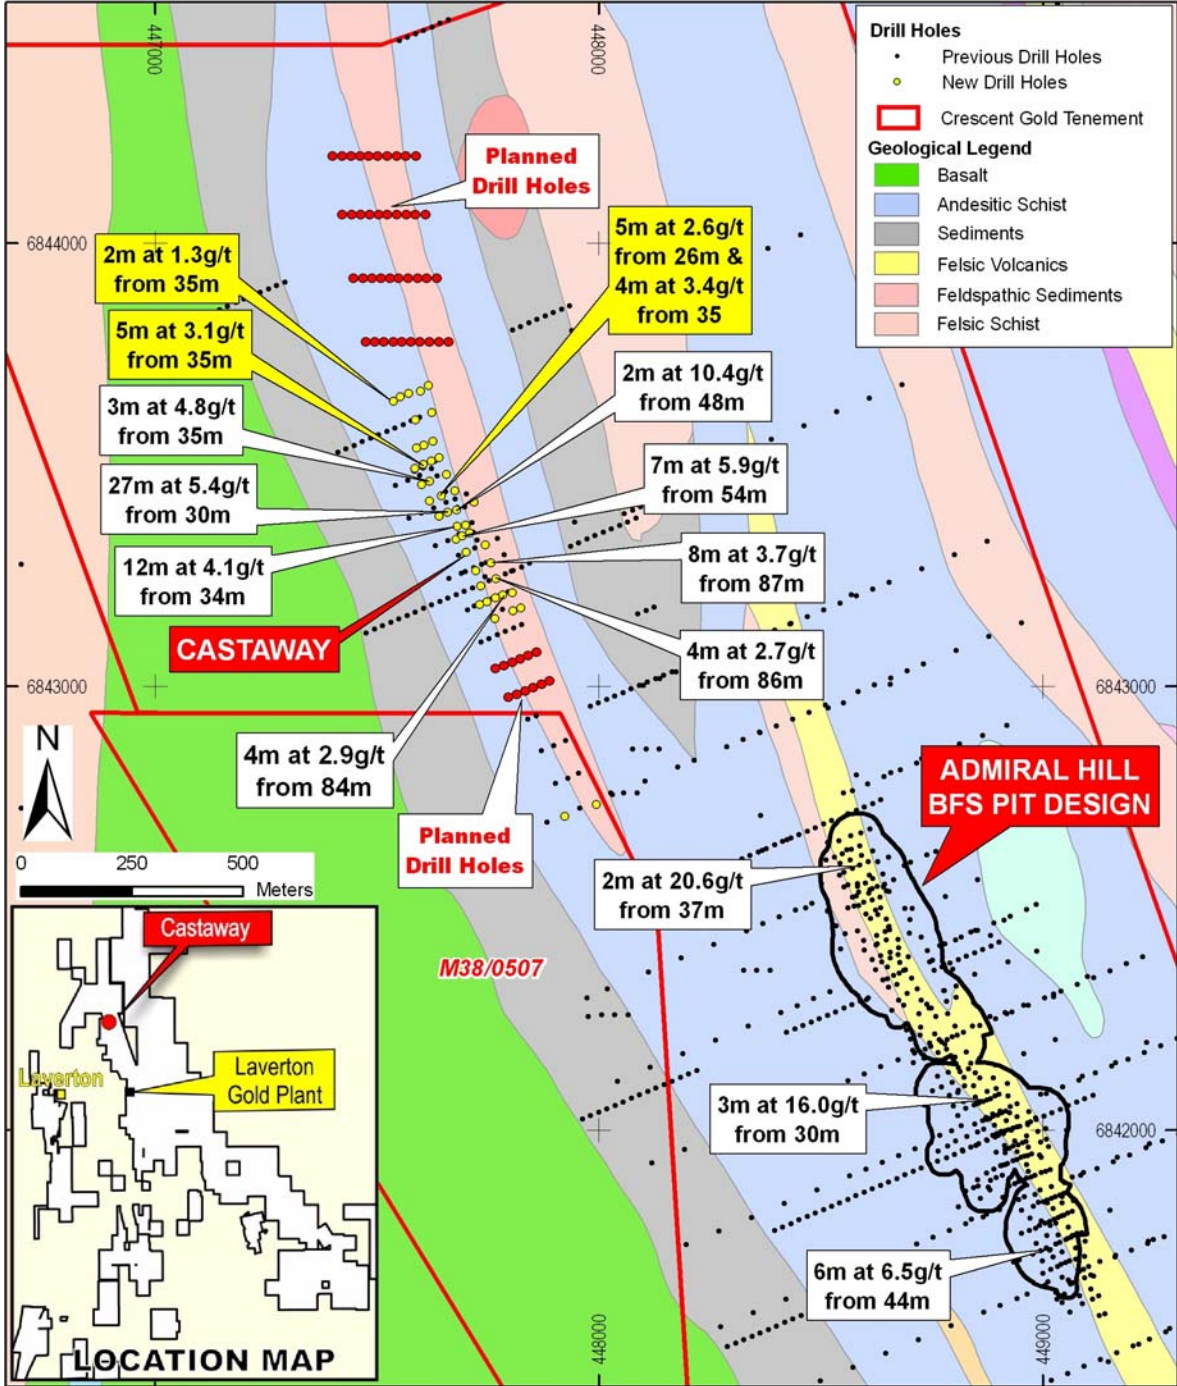 447000
448000
Drill Holes
Previous Drill Holes
New Drill Holes
Crescent Gold Tenement
Geological Legend
Basalt
Andesitic Schist
Sediments
Felsic Volcanics
Feldspathic Sediments
Felsic Schist
Planned
Drill Holes
6844000
2m at 1.3g/t
from 35m
5m at 2.6g/t
from 26m &
4m at 3.4g/t
from 35
5m at 3.1g/t
from 35m
2m at 10.4g/t
from 48m
3m at 4.8g/t
from 35m
7m at 5.9g/t
from 54m
27m at 5.4g/t
from 30m
8m at 3.7g/t
from 87m
12m at 4.1g/t
from 34m
CASTAWAY
4m at 2.7g/t
from 86m
6843000
6843000
N
4m at 2.9g/t
from 84m
ADMIRAL HILL
BFS PIT DESIGN
Planned
Drill Holes
0 250 500
Meters
2m at 20.6g/t
from 37m
M38/0507
Castaway
Laverton
Laverton
Gold Plant
3m at 16.0g/t
from 30m
6842000
6m at 6.5g/t
from 44m
LOCATION MAP
448000
449000